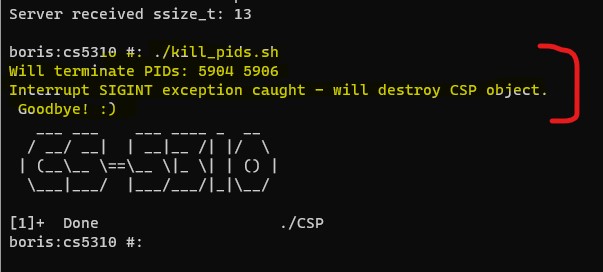 Server received ssize_t: 13
boris:cs5310 #: ./kill_pids.sh
Will terminate PIDs: 5904 5906
Interrupt SIGINT exception caught - will destroy CSP object.
 Goodbye! :)
   ___ ___     ___ ____ _  __
  / __/ __|  | __|__ /| |/  \
 | (__\__ \==\__ \|_ \| | () |
  \___|___/  |___/___/|_|\__/
[1]+  Done                    ./CSP
boris:cs5310 #: